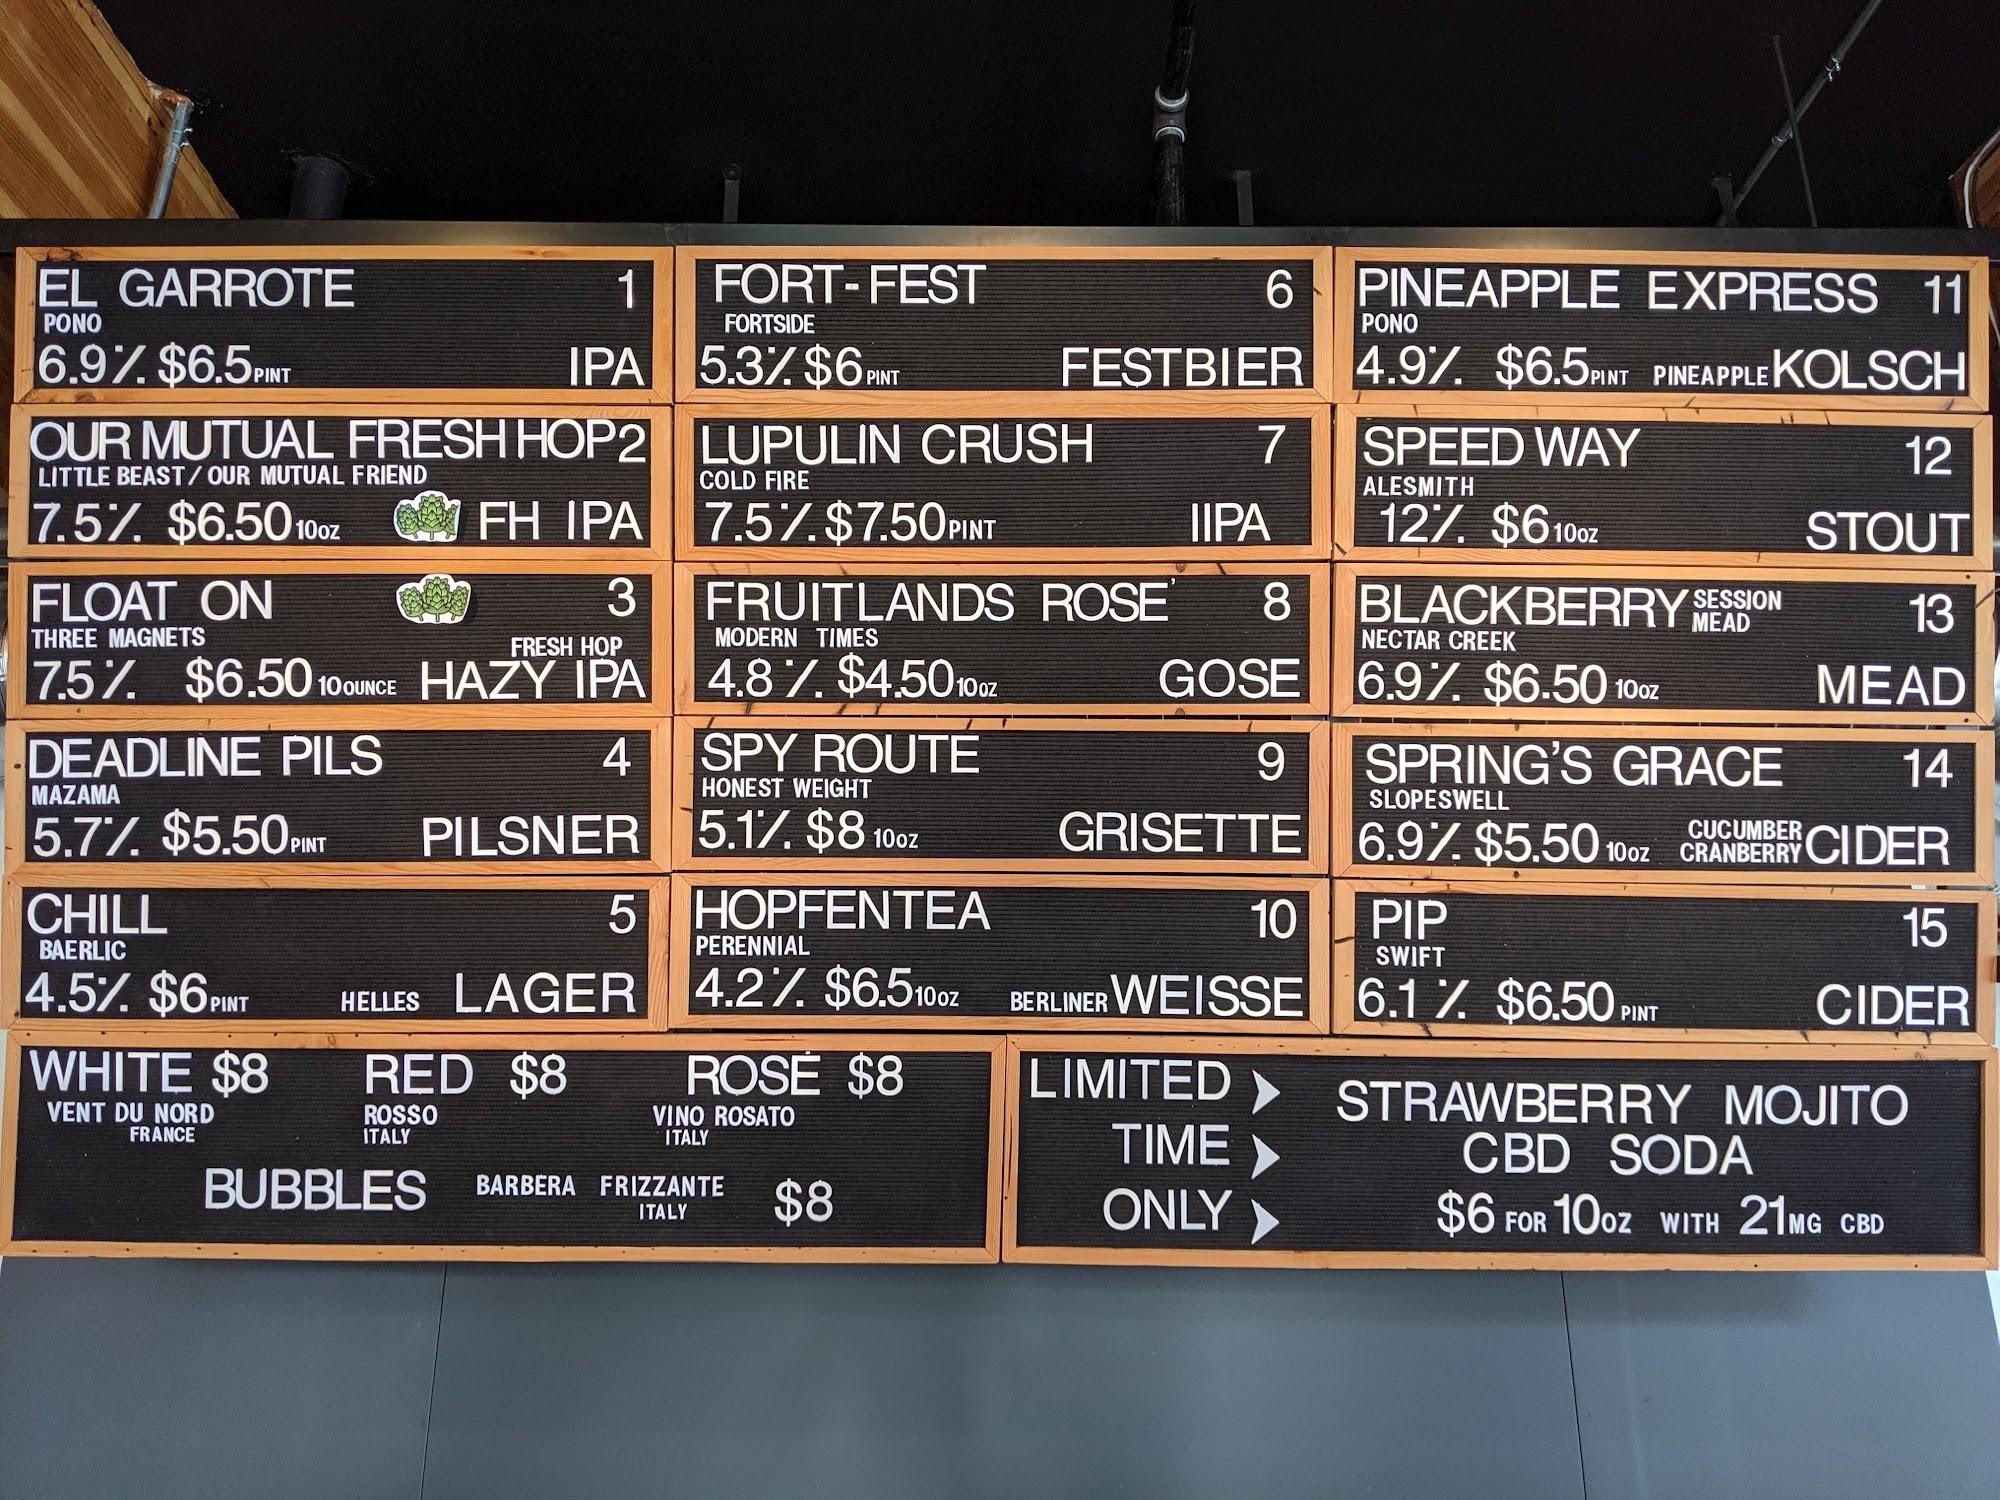 EL GARROTE 1
PONO
6.9% $6.5 PINT IPA
OUR MUTUAL FRESH HOP 2
LITTLE BEAST / OUR MUTUAL FRIEND
7.5% $6.50 10oz FH IPA
FLOAT ON 3
THREE MAGNETS
FRESH HOP
7.5% $6.50 10 OUNCE HAZY IPA
DEADLINE PILS 4
MAZAMA
5.7% $5.50 PINT PILSNER
CHILL 5
BAERLIC
4.5% $6 PINT HELLES LAGER
FORT-FEST 6
FORTSIDE
5.3% $6 PINT FESTBIER
LUPULIN CRUSH 7
COLD FIRE
7.5% $7.50 PINT IIPA
FRUITLANDS ROSE' 8
MODERN TIMES
4.8% $4.50 10oz GOSE
SPY ROUTE 9
HONEST WEIGHT
5.1% $8 10oz GRISETTE
HOPFENTEA 10
PERENNIAL
4.2% $6.5 10oz BERLINER WEISSE
PINEAPPLE EXPRESS 11
PONO
4.9% $6.5 PINT PINEAPPLE KOLSCH
SPEED WAY 12
ALESMITH
12% $6 10oz STOUT
BLACKBERRY SESSION MEAD 13
NECTAR CREEK
6.9% $6.50 10oz MEAD
SPRING'S GRACE 14
SLOPESWELL
6.9% $5.50 10oz CUCUMBER CRANBERRY CIDER
PIP 15
SWIFT
6.1% $6.50 PINT CIDER
WHITE $8 RED $8 ROSÉ $8
VENT DU NORD ROSSO VINO ROSATO
FRANCE ITALY ITALY
BUBBLES BARBERA FRIZZANTE $8
ITALY
LIMITED
TIME
ONLY
STRAWBERRY MOJITO
CBD SODA
$6 FOR 10oz WITH 21MG CBD